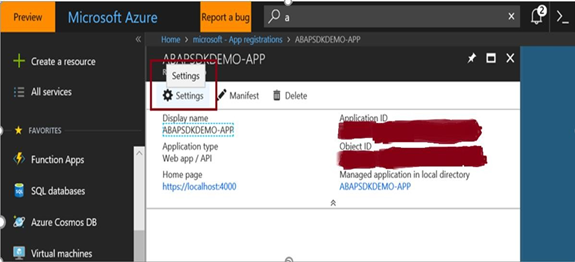 Preview Microsoft Azure Report a bug a X 2
Home > microsoft - App registrations > ABAPSDKDEMO-APP
ABAPSDKDEMO-APP
Settings
Settings Manifest Delete
Create a resource
All services
FAVORITES
Function Apps
SQL databases
Azure Cosmos DB
Virtual machines
Display name
ABAPSDKDEMO-APP
Application type
Web app / API
Home page
https://localhost:4000
Application ID
Object ID
Managed application in local directory
ABAPSDKDEMO-APP